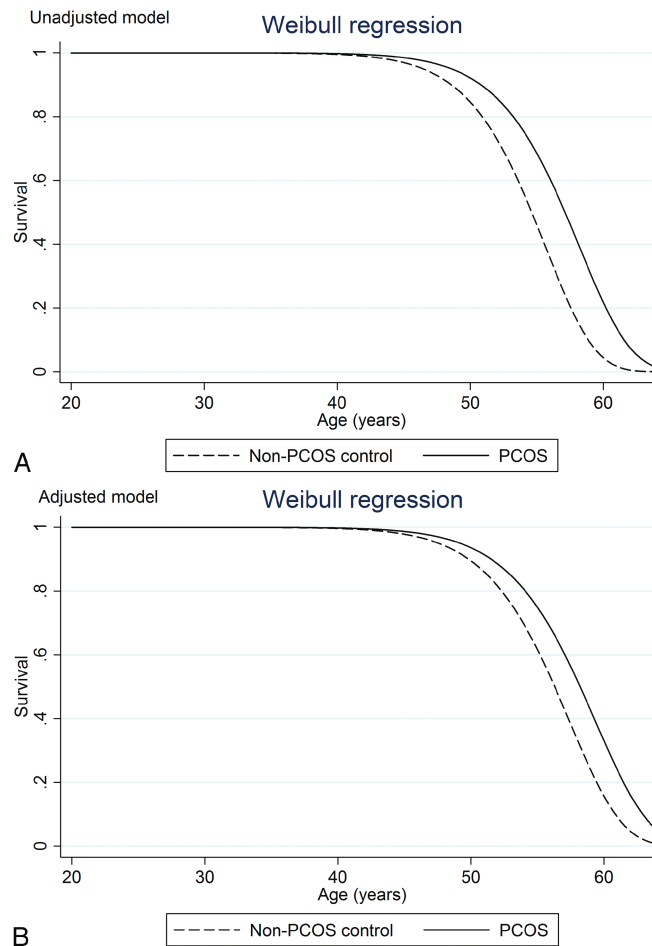 Unadjusted model
Weibull regression
1
.8
.6
.4
.2
0
Survival
20 30 40 50 60
Age (years)
Non-PCOS control PCOS
A
Adjusted model
Weibull regression
1
.8
.6
.4
.2
0
Survival
20 30 40 50 60
Age (years)
Non-PCOS control PCOS
B